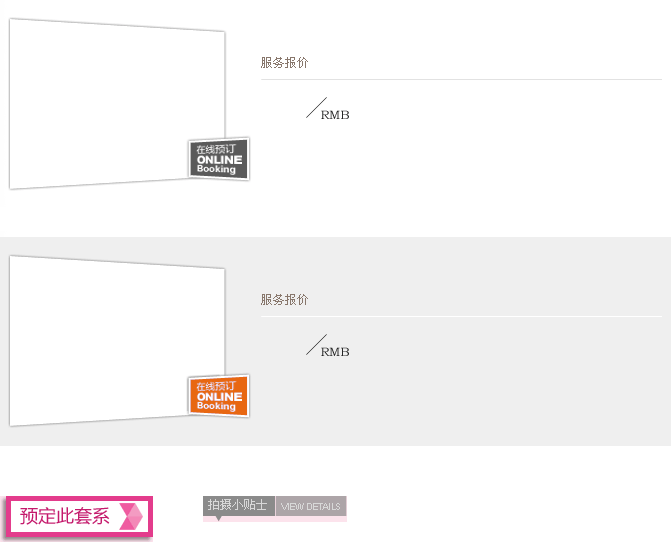 服务报价
RMB
在线预订
ONLINE
Booking
服务报价
RMB
在线预订
ONLINE
Booking
预定此套系
拍摄小贴士 VIEW DETAILS